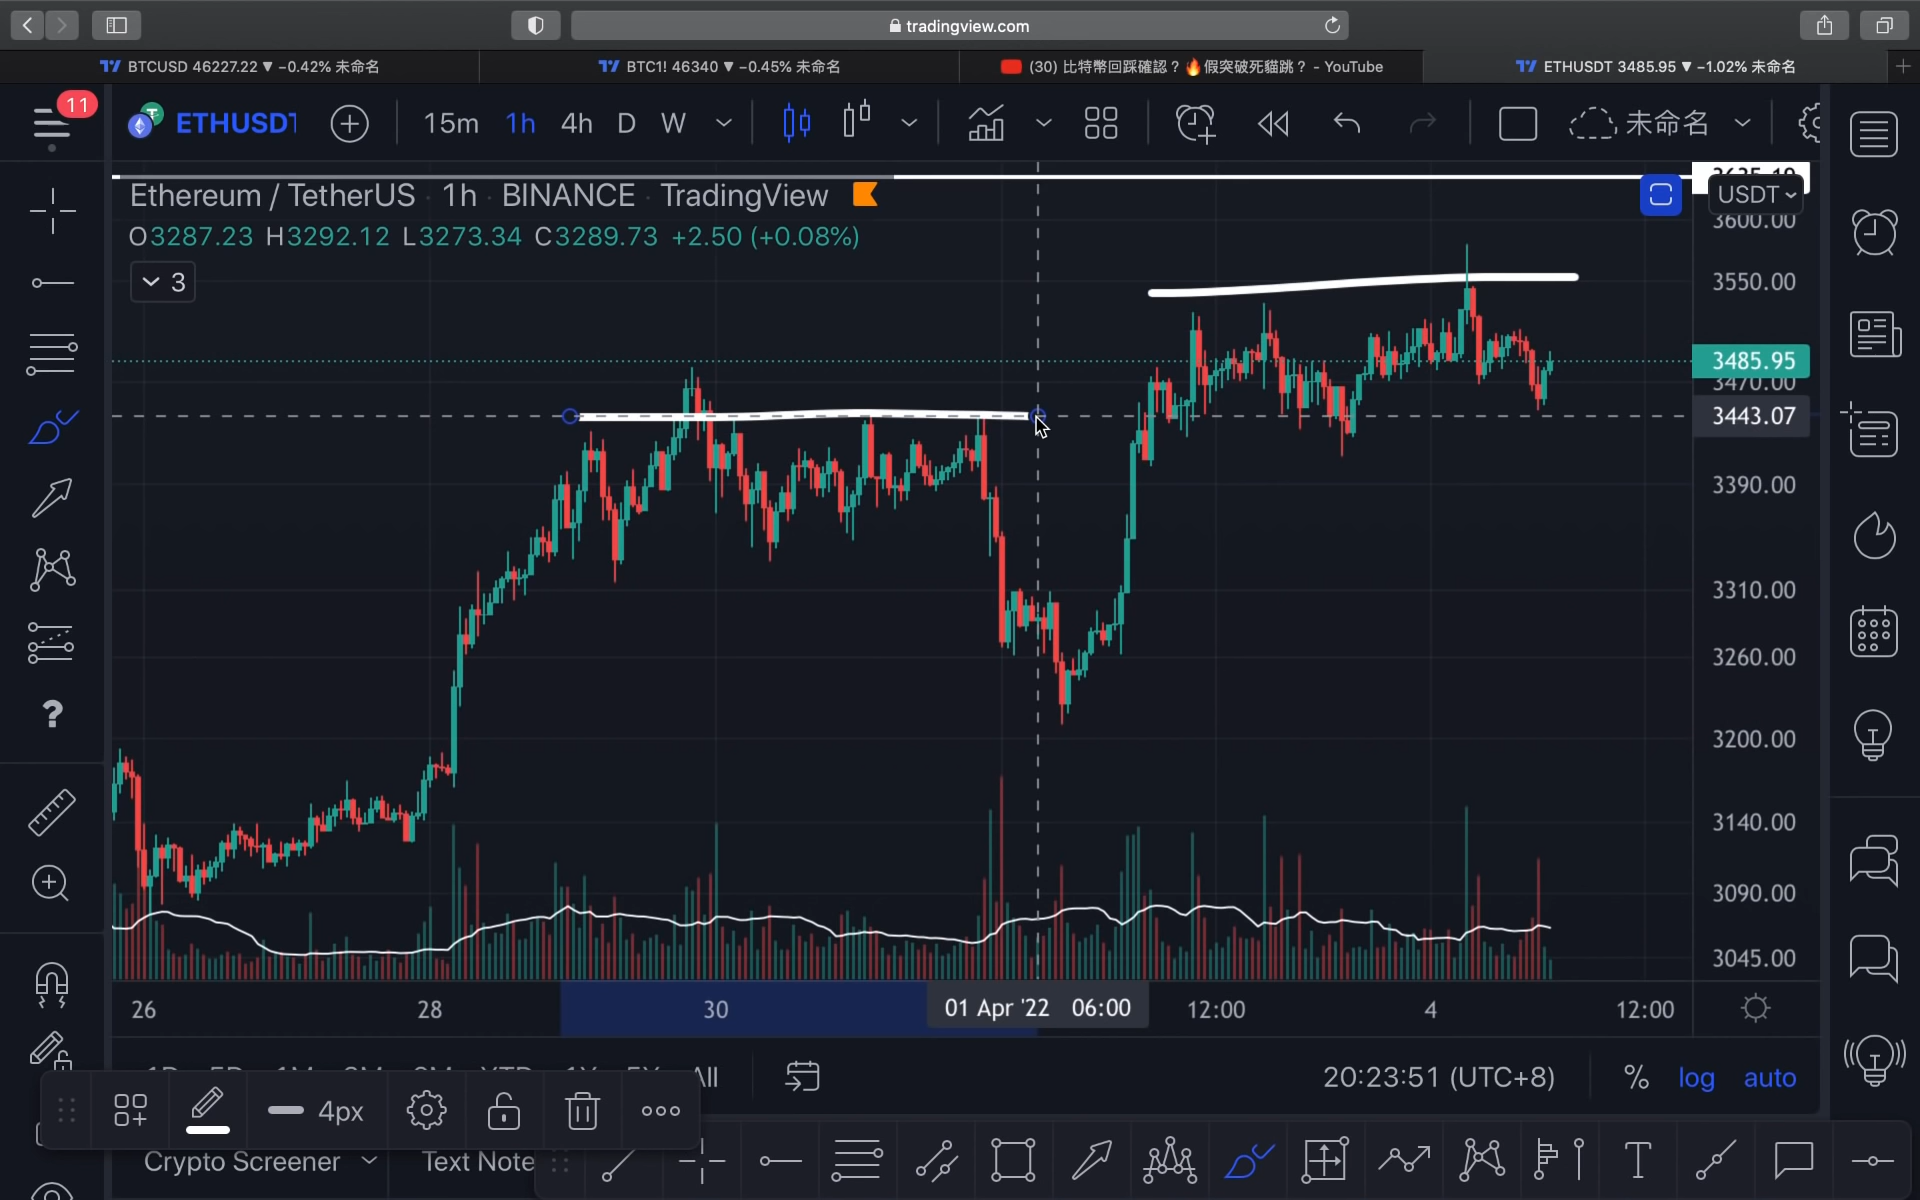 tradingview.com
BTCUSD 46227.22 ▼ −0.42% 未命名
BTC1! 46340 ▼ −0.45% 未命名
(30) 比特幣回踩確認？🔥假突破死貓跳？ - YouTube
ETHUSDT 3485.95 ▼ −1.02% 未命名
11
ETHUSDT
15m 1h 4h D W
未命名
Ethereum / TetherUS · 1h · BINANCE · TradingView
O3287.23 H3292.12 L3273.34 C3289.73 +2.50 (+0.08%)
3
USDT
3600.00
3550.00
3485.95
3470.00
3443.07
3390.00
3310.00
3260.00
3200.00
3140.00
3090.00
3045.00
26 28 30 01 Apr '22 06:00 12:00 4 12:00
All
20:23:51 (UTC+8) % log auto
4px
Crypto Screener Text Note